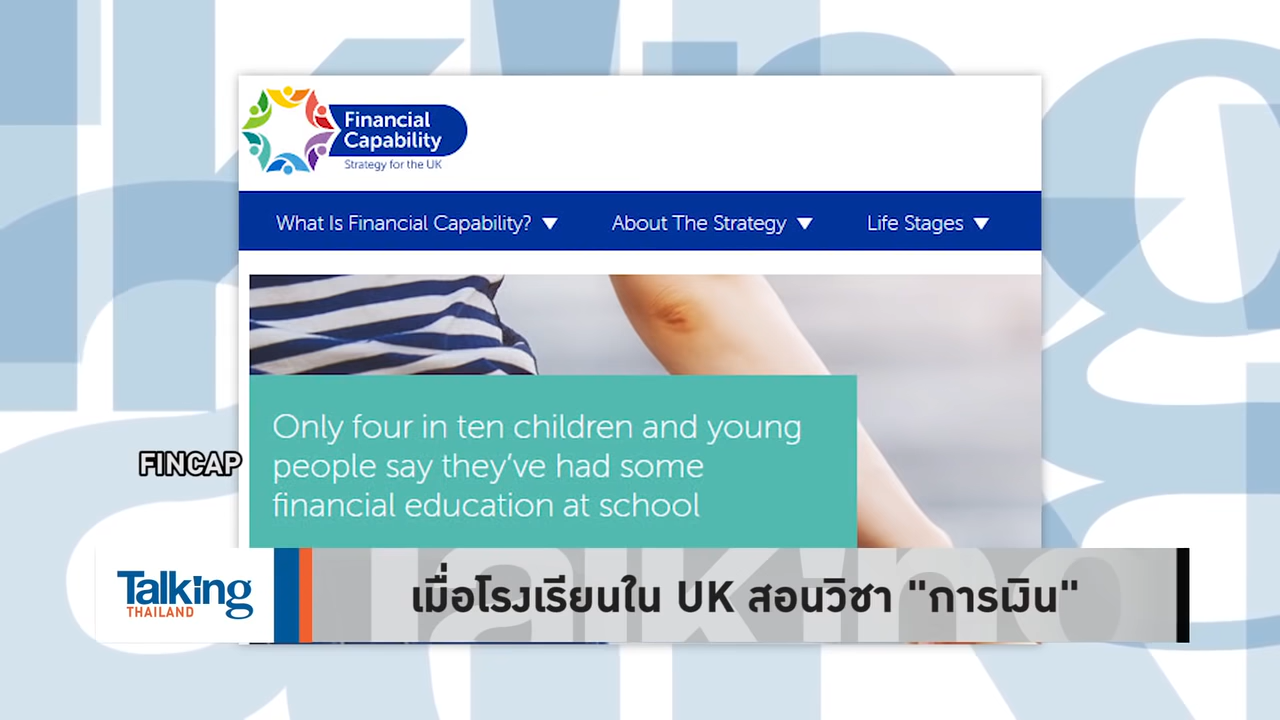 Financial
Capability
Strategy for the UK
What Is Financial Capability?
About The Strategy
Life Stages
Only four in ten children and young
people say they've had some
financial education at school
FINCAP
Talking
THAILAND
เมื่อโรงเรียนใน UK สอนวิชา "การเงิน"